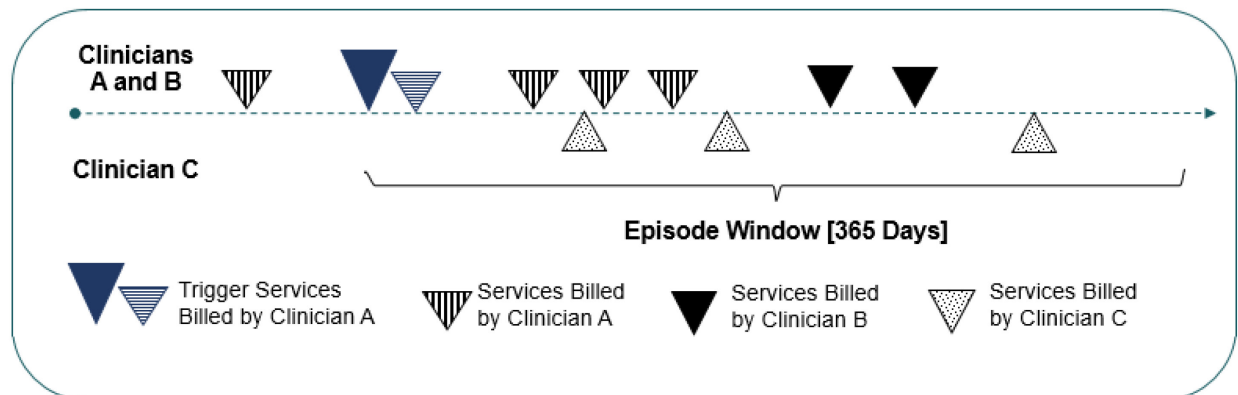 Clinicians
A and B
Clinician C
Episode Window [365 Days]
Trigger Services
Billed by Clinician A
Services Billed
by Clinician A
Services Billed
by Clinician B
Services Billed
by Clinician C